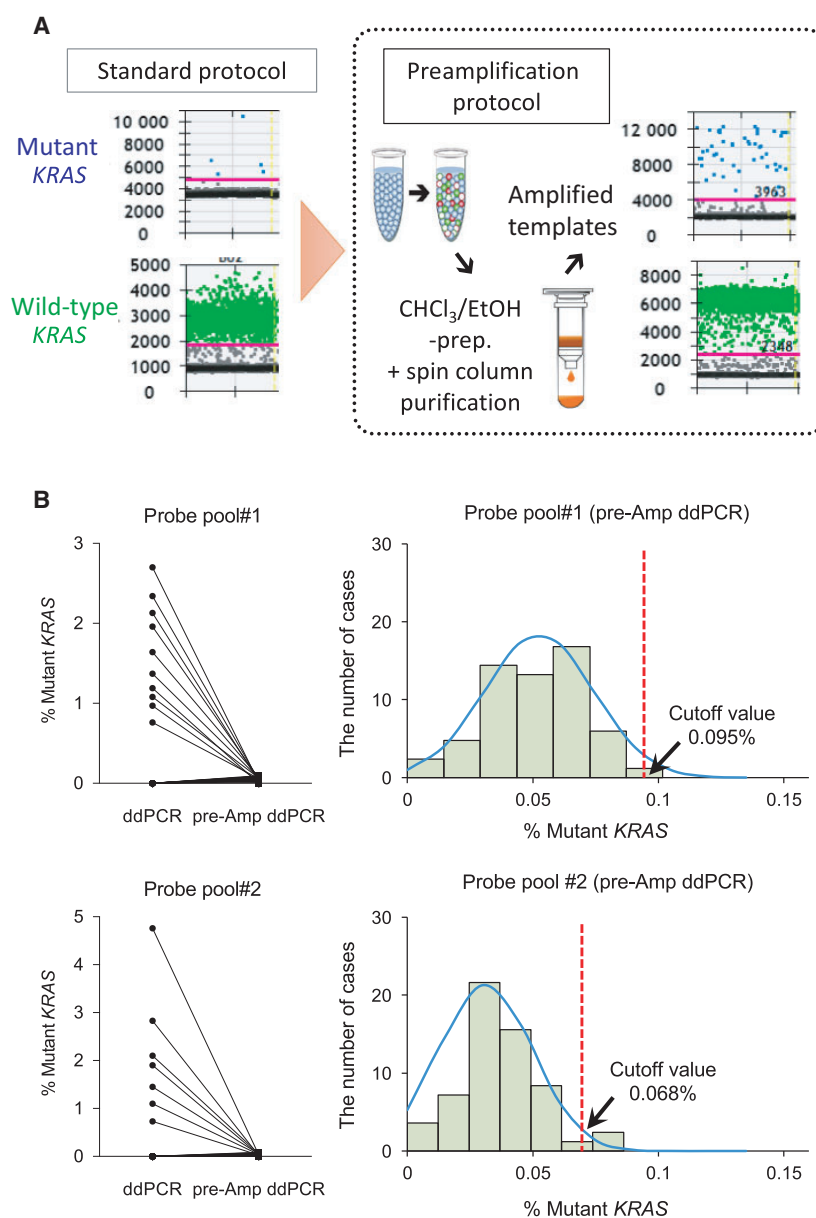 A
Standard protocol
Preamplification
protocol
Mutant
KRAS
10 000
8000
6000
4000
2000
0
12 000
8000
4000
0
3963
Amplified
templates
Wild-type
KRAS
5000
4000
3000
2000
1000
0
CHCl₃/EtOH
-prep.
+ spin column
purification
8000
6000
4000
2000
0
2348
B
Probe pool#1
% Mutant KRAS
3
2
1
0
ddPCR pre-Amp ddPCR
Probe pool#1 (pre-Amp ddPCR)
The number of cases
30
20
10
0
Cutoff value
0.095%
0 0.05 0.1 0.15
% Mutant KRAS
Probe pool#2
% Mutant KRAS
5
4
3
2
1
0
ddPCR pre-Amp ddPCR
Probe pool #2 (pre-Amp ddPCR)
The number of cases
30
20
10
0
Cutoff value
0.068%
0 0.05 0.1 0.15
% Mutant KRAS